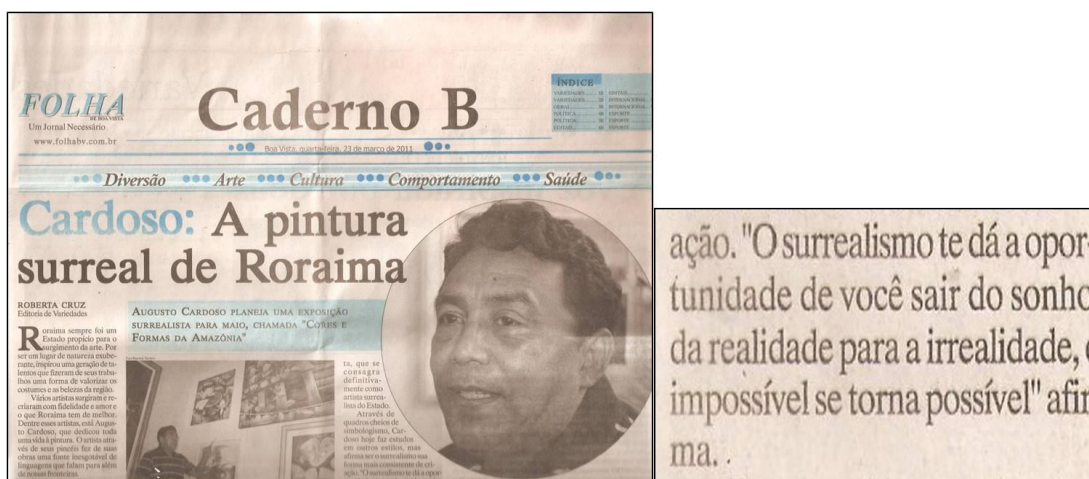 FOLHA
DE BOA VISTA
Um Jornal Necessário
www.folhabv.com.br
Caderno B
ÍNDICE
Boa Vista, quarta-feira, 23 de março de 2011
Diversão Arte Cultura Comportamento Saúde
Cardoso: A pintura
surreal de Roraima
ROBERTA CRUZ
Editoria de Variedades
AUGUSTO CARDOSO PLANEJA UMA EXPOSIÇÃO
SURREALISTA PARA MAIO, CHAMADA "CORES E
FORMAS DA AMAZÔNIA"
Roraima sempre foi um
Estado propício para o
surgimento da arte. Por
ser um lugar de natureza exube-
rante, inspirou uma geração de ta-
lentos que fizeram de seus traba-
lhos uma forma de valorizar os
costumes e as belezas da região.
Vários artistas surgiram e re-
criaram com fidelidade e amor e
o que Roraima tem de melhor.
Dentre esses artistas, está Augus-
to Cardoso, que dedicou toda
uma vida à pintura. O artista atra-
vés de seus pincéis fez de suas
obras uma fonte inesgotável de
linguagens que falam para além
de nossas fronteiras.
ta, que se
consagra
definitiva-
mente como
artista surrea-
lista do Estado.
Através de
quadros cheios de
simbologismo, Car-
doso hoje faz estudos
em outros estilos, mas
afirma ser o surrealismo sua
forma mais consistente de cri-
ação. "O surrealismo te dá a opor-
ação. "O surrealismo te dá a opor
tunidade de você sair do sonho
da realidade para a irrealidade,
impossível se torna possível" afir
ma. .